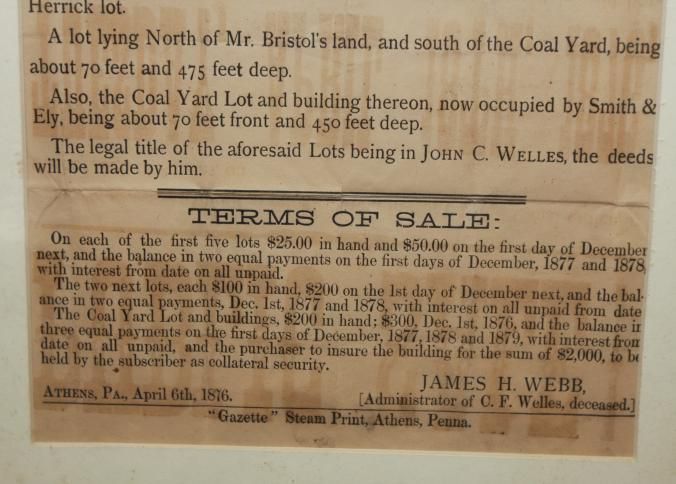 Herrick lot.
A lot lying North of Mr. Bristol's land, and south of the Coal Yard, being
about 70 feet and 475 feet deep.
Also, the Coal Yard Lot and building thereon, now occupied by Smith &
Ely, being about 70 feet front and 450 feet deep.
The legal title of the aforesaid Lots being in JOHN C. WELLES, the deeds
will be made by him.
TERMS OF SALE:
On each of the first five lots $25.00 in hand and $50.00 on the first day of December
next, and the balance in two equal payments on the first days of December, 1877 and 1878,
with interest from date on all unpaid.
The two next lots, each $100 in hand, $200 on the 1st day of December next, and the bal-
ance in two equal payments, Dec. 1st, 1877 and 1878, with interest on all unpaid from date
The Coal Yard Lot and buildings, $200 in hand; $300, Dec. 1st, 1876, and the balance in
three equal payments on the first days of December, 1877, 1878 and 1879, with interest from
date on all unpaid, and the purchaser to insure the building for the sum of $2,000, to be
held by the subscriber as collateral security.
JAMES H. WEBB,
ATHENS, PA., April 6th, 1876. [Administrator of C. F. Welles, deceased.]
"Gazette" Steam Print, Athens, Penna.